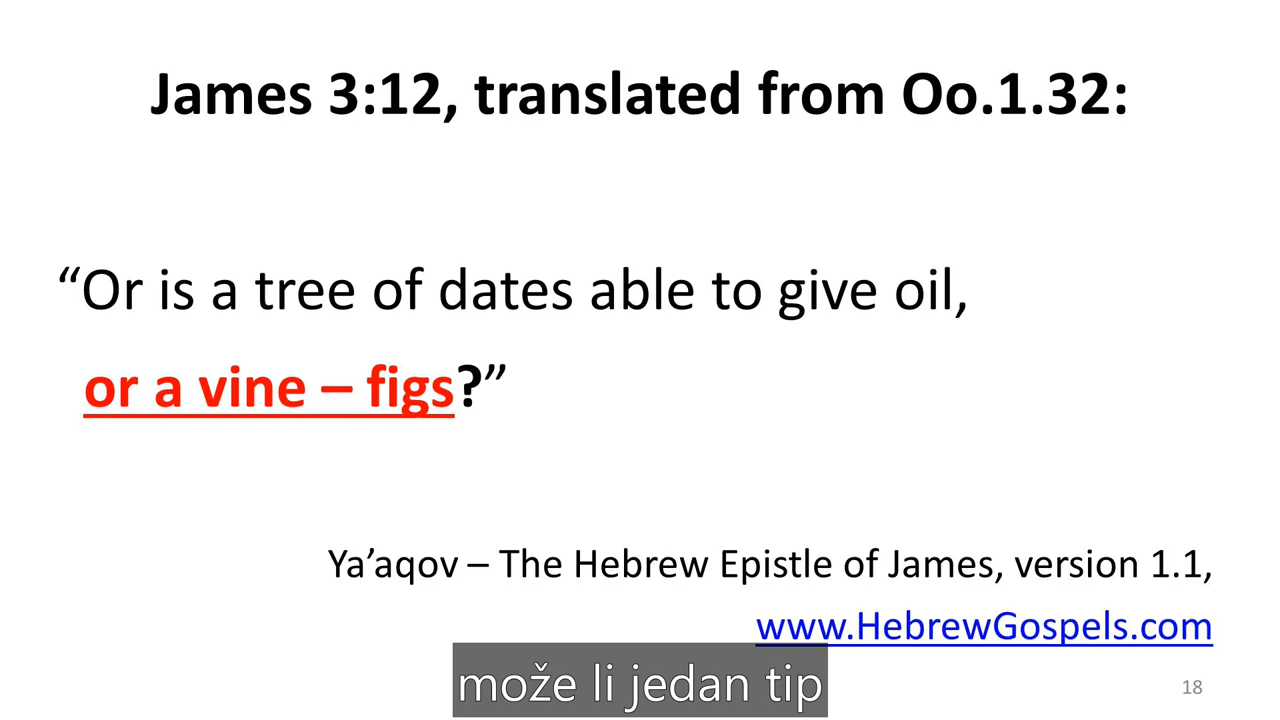 James 3:12, translated from Oo.1.32:
“Or is a tree of dates able to give oil,
or a vine – figs?”
Ya’aqov – The Hebrew Epistle of James, version 1.1,
www.HebrewGospels.com
može li jedan tip
18